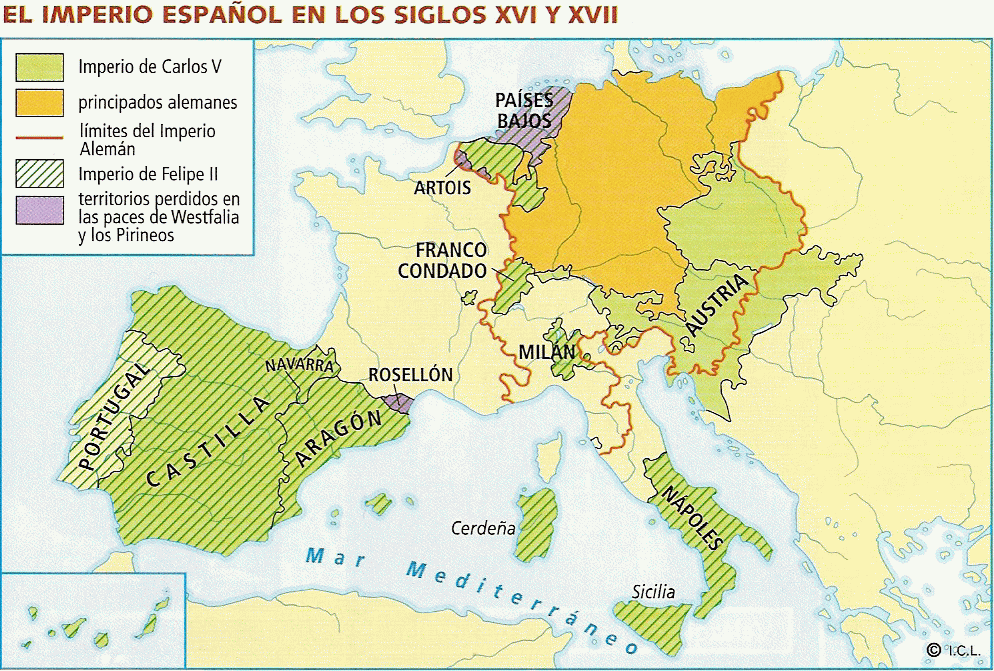 EL IMPERIO ESPAÑOL EN LOS SIGLOS XVI Y XVII
Imperio de Carlos V
principados alemanes
límites del Imperio
Alemán
Imperio de Felipe II
territorios perdidos en
las paces de Westfalia
y los Pirineos
PAÍSES
BAJOS
ARTOIS
FRANCO
CONDADO
AUSTRIA
MILÁN
NAVARRA
ROSELLÓN
PORTUGAL
CASTILLA
ARAGÓN
NÁPOLES
Cerdeña
Mar Mediterráneo
Sicilia
© I.C.L.